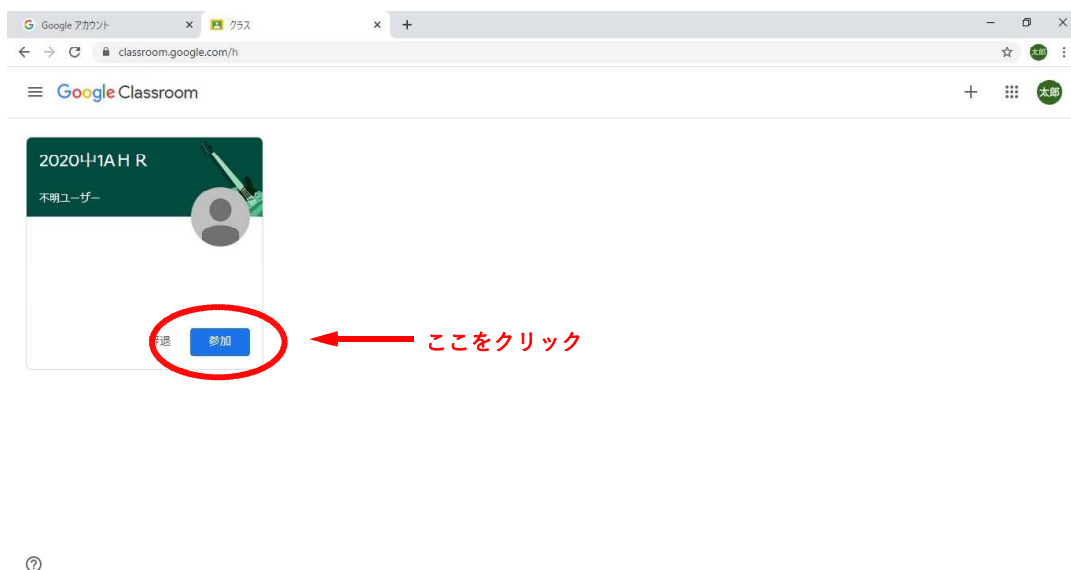 Google アカウント
クラス
classroom.google.com/h
太郎
Google Classroom
太郎
2020中1AHR
不明ユーザー
辞退
参加
ここをクリック